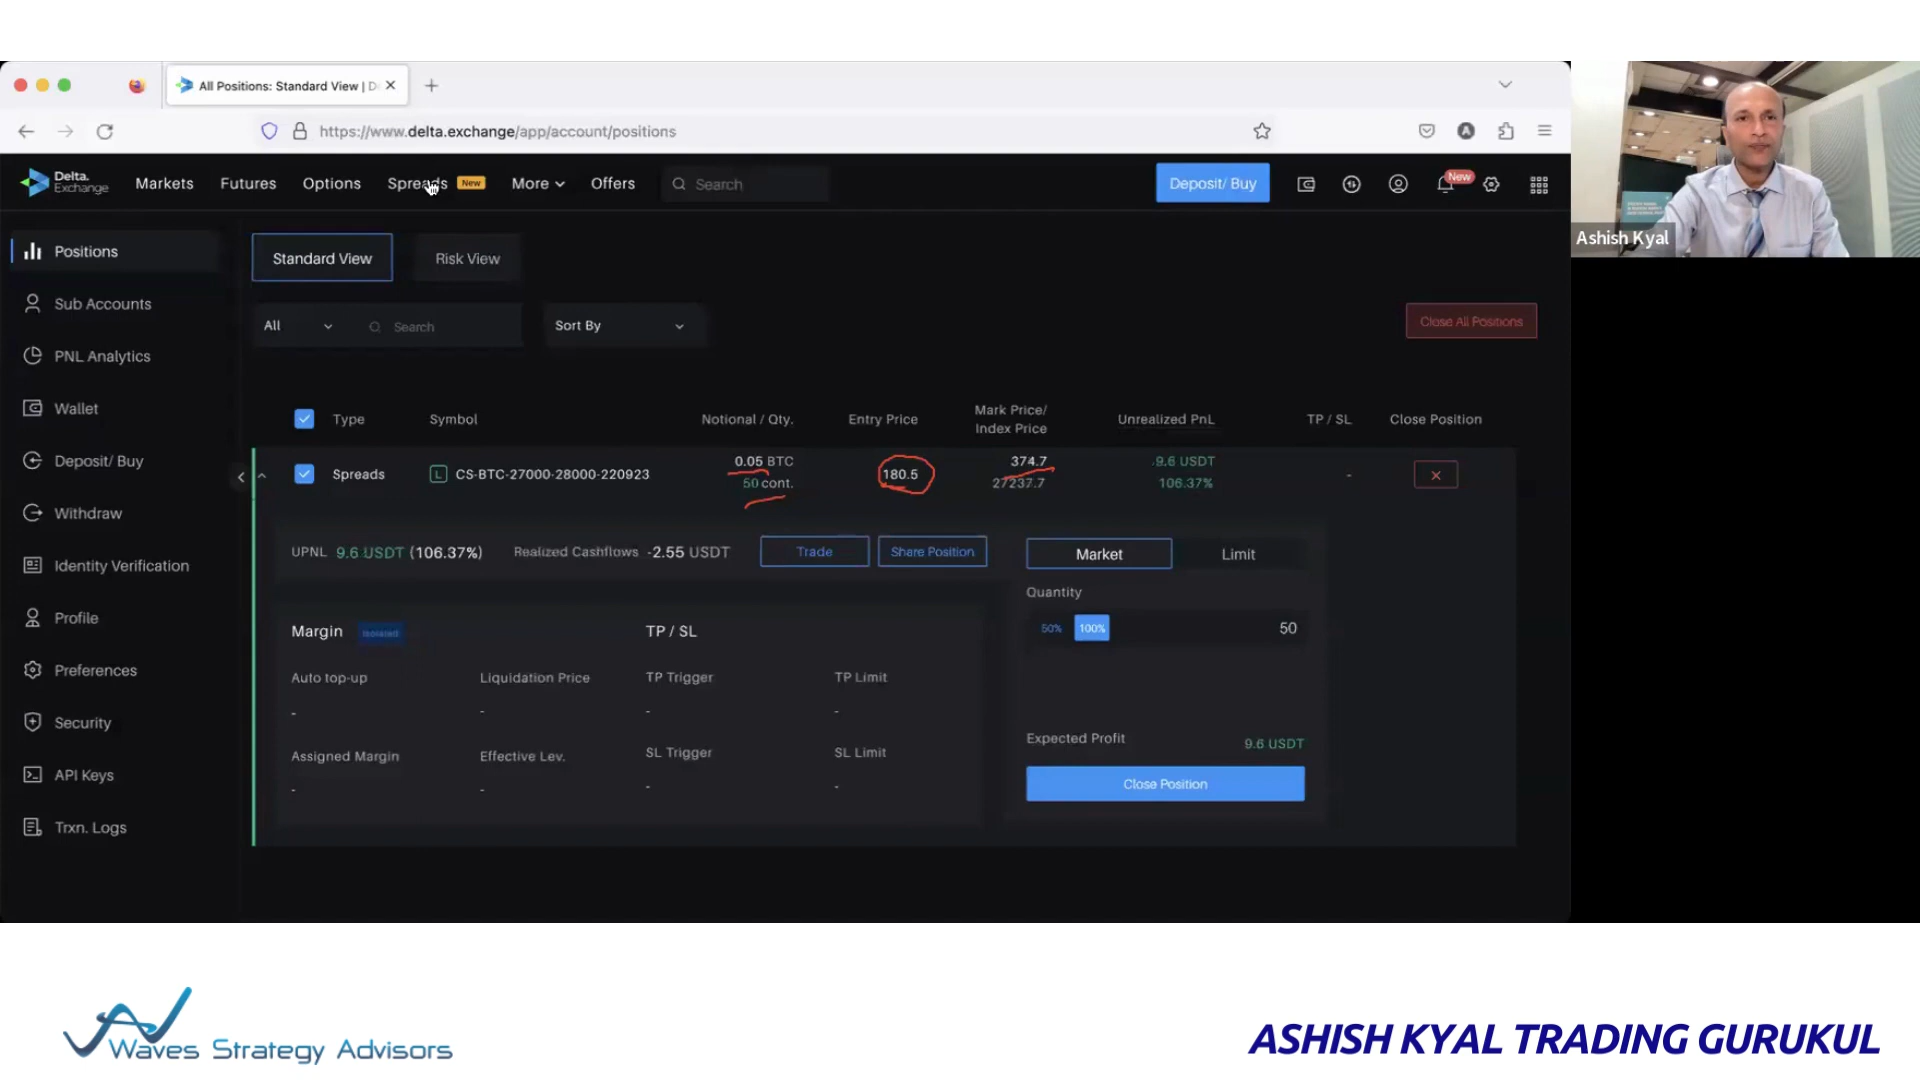 All Positions: Standard View | D
https://www.delta.exchange/app/account/positions
Delta Exchange
Markets
Futures
Options
Spreads
New
More
Offers
Search
Deposit/ Buy
New
Ashish Kyal
Positions
Sub Accounts
PNL Analytics
Wallet
Deposit/ Buy
Withdraw
Identity Verification
Profile
Preferences
Security
API Keys
Trxn. Logs
Standard View
Risk View
All
Search
Sort By
Close All Positions
Type
Symbol
Notional / Qty.
Entry Price
Mark Price/
Index Price
Unrealized PnL
TP / SL
Close Position
Spreads
L
CS-BTC-27000-28000-220923
0.05 BTC
50 cont.
180.5
374.7
27237.7
9.6 USDT
106.37%
-
UPNL 9.6 USDT (106.37%)
Realized Cashflows -2.55 USDT
Trade
Share Position
Market
Limit
Quantity
50%
100%
50
Margin
Isolated
TP / SL
Auto top-up
Liquidation Price
TP Trigger
TP Limit
-
-
-
-
Assigned Margin
Effective Lev.
SL Trigger
SL Limit
-
-
-
-
Expected Profit
9.6 USDT
Close Position
Waves Strategy Advisors
ASHISH KYAL TRADING GURUKUL